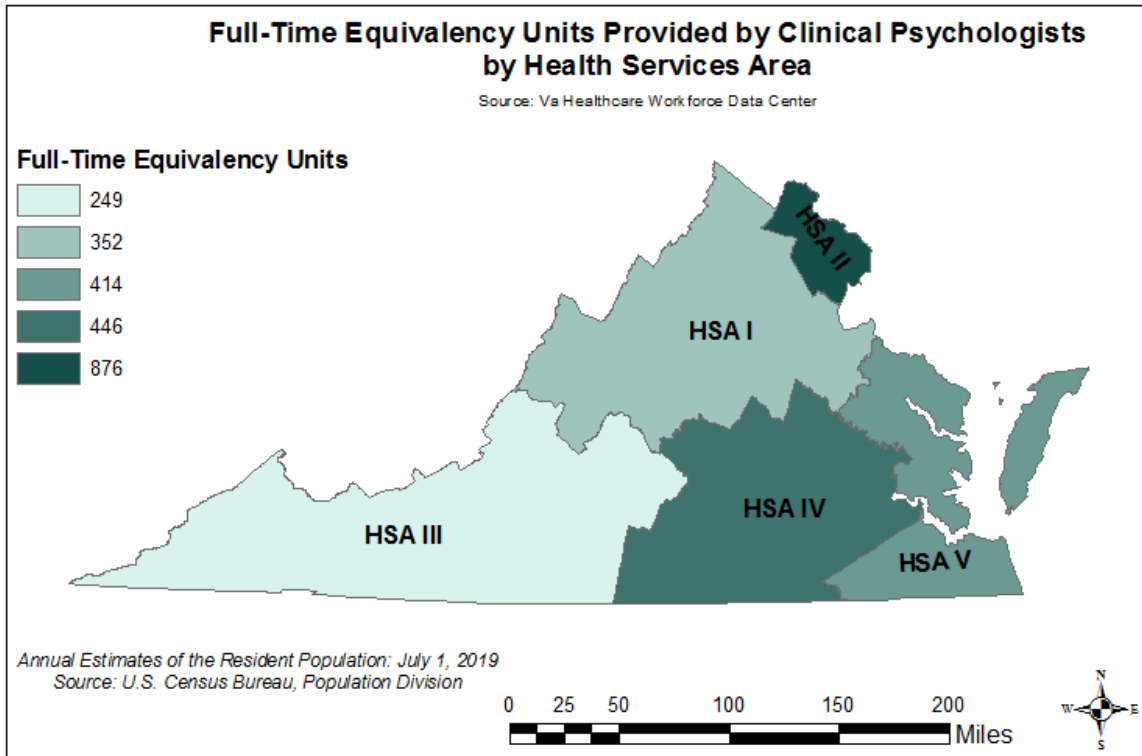 Full-Time Equivalency Units Provided by Clinical Psychologists
by Health Services Area
Source: Va Healthcare Workforce Data Center
Full-Time Equivalency Units
249
352
414
446
876
HSA II
HSA I
HSA III
HSA IV
HSA V
Annual Estimates of the Resident Population: July 1, 2019
Source: U.S. Census Bureau, Population Division
0 25 50 100 150 200
Miles
N
W E
S